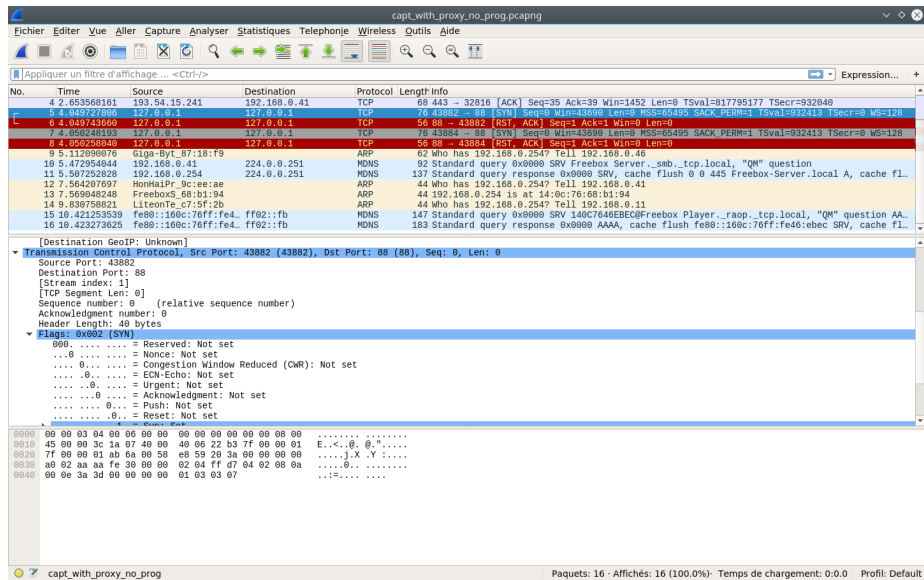 capt_with_proxy_no_prog.pcapng
Fichier Editer Vue Aller Capture Analyser Statistiques Telephonie Wireless Outils Aide
Appliquer un filtre d'affichage ... <Ctrl-/> Expression... +
No. Time Source Destination Protocol Length Info
4 2.653568161 193.54.15.241 192.168.0.41 TCP 68 443 → 32816 [ACK] Seq=35 Ack=39 Win=1452 Len=0 TSval=817795177 TSecr=932040
5 4.049727806 127.0.0.1 127.0.0.1 TCP 76 43882 → 88 [SYN] Seq=0 Win=43690 Len=0 MSS=65495 SACK_PERM=1 TSval=932413 TSecr=0 WS=128
6 4.049743660 127.0.0.1 127.0.0.1 TCP 56 88 → 43882 [RST, ACK] Seq=1 Ack=1 Win=0 Len=0
7 4.050248193 127.0.0.1 127.0.0.1 TCP 76 43884 → 88 [SYN] Seq=0 Win=43690 Len=0 MSS=65495 SACK_PERM=1 TSval=932413 TSecr=0 WS=128
8 4.050258040 127.0.0.1 127.0.0.1 TCP 56 88 → 43884 [RST, ACK] Seq=1 Ack=1 Win=0 Len=0
9 5.112090076 Giga-Byt_87:18:f9 ARP 62 Who has 192.168.0.254? Tell 192.168.0.46
10 5.472954044 192.168.0.41 224.0.0.251 MDNS 92 Standard query 0x0000 SRV Freebox Server._smb._tcp.local, "QM" question
11 5.507252828 192.168.0.254 224.0.0.251 MDNS 137 Standard query response 0x0000 SRV, cache flush 0 0 445 Freebox-Server.local A, cache fl...
12 7.564207697 HonHaiPr_9c:ee:ae ARP 44 Who has 192.168.0.254? Tell 192.168.0.41
13 7.569048248 FreeboxS_68:b1:94 ARP 44 192.168.0.254 is at 14:0c:76:68:b1:94
14 9.830758821 LiteonTe_c7:5f:2b ARP 44 Who has 192.168.0.254? Tell 192.168.0.11
15 10.421253539 fe80::160c:76ff:fe4… ff02::fb MDNS 147 Standard query 0x0000 SRV 140C7646EBEC@Freebox Player._raop._tcp.local, "QM" question AA...
16 10.423273625 fe80::160c:76ff:fe4… ff02::fb MDNS 183 Standard query response 0x0000 AAAA, cache flush fe80::160c:76ff:fe46:ebec SRV, cache fl...
[Destination GeoIP: Unknown]
Transmission Control Protocol, Src Port: 43882 (43882), Dst Port: 88 (88), Seq: 0, Len: 0
Source Port: 43882
Destination Port: 88
[Stream index: 1]
[TCP Segment Len: 0]
Sequence number: 0 (relative sequence number)
Acknowledgment number: 0
Header Length: 40 bytes
Flags: 0x002 (SYN)
000. .... .... = Reserved: Not set
...0 .... .... = Nonce: Not set
.... 0... .... = Congestion Window Reduced (CWR): Not set
.... .0.. .... = ECN-Echo: Not set
.... ..0. .... = Urgent: Not set
.... ...0 .... = Acknowledgment: Not set
.... .... 0... = Push: Not set
.... .... .0.. = Reset: Not set
0000 00 00 03 04 00 06 00 00 00 00 00 00 00 00 08 00 ........ ........
0010 45 00 00 3c 1a 07 40 00 40 06 22 b3 7f 00 00 01 E..<..@. @.".....
0020 7f 00 00 01 ab 6a 00 58 e8 59 20 3a 00 00 00 00 .....j.X .Y :....
0030 a0 02 aa aa fe 30 00 00 02 04 ff d7 04 02 08 0a .....0.. ........
0040 00 0e 3a 3d 00 00 00 00 01 03 03 07 ..:=.... ....
capt_with_proxy_no_prog Paquets: 16 · Affichés: 16 (100.0%)· Temps de chargement: 0:0.0 Profil: Default